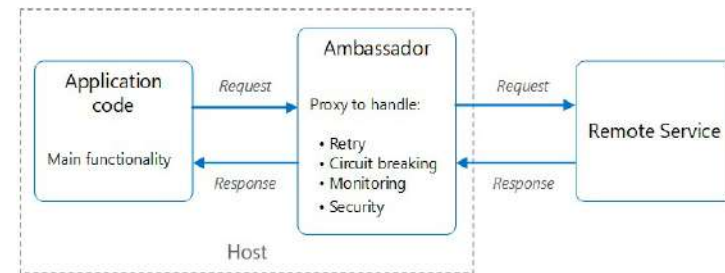 Application
code
Main functionality
Request
Response
Ambassador
Proxy to handle:
• Retry
• Circuit breaking
• Monitoring
• Security
Request
Response
Remote Service
Host